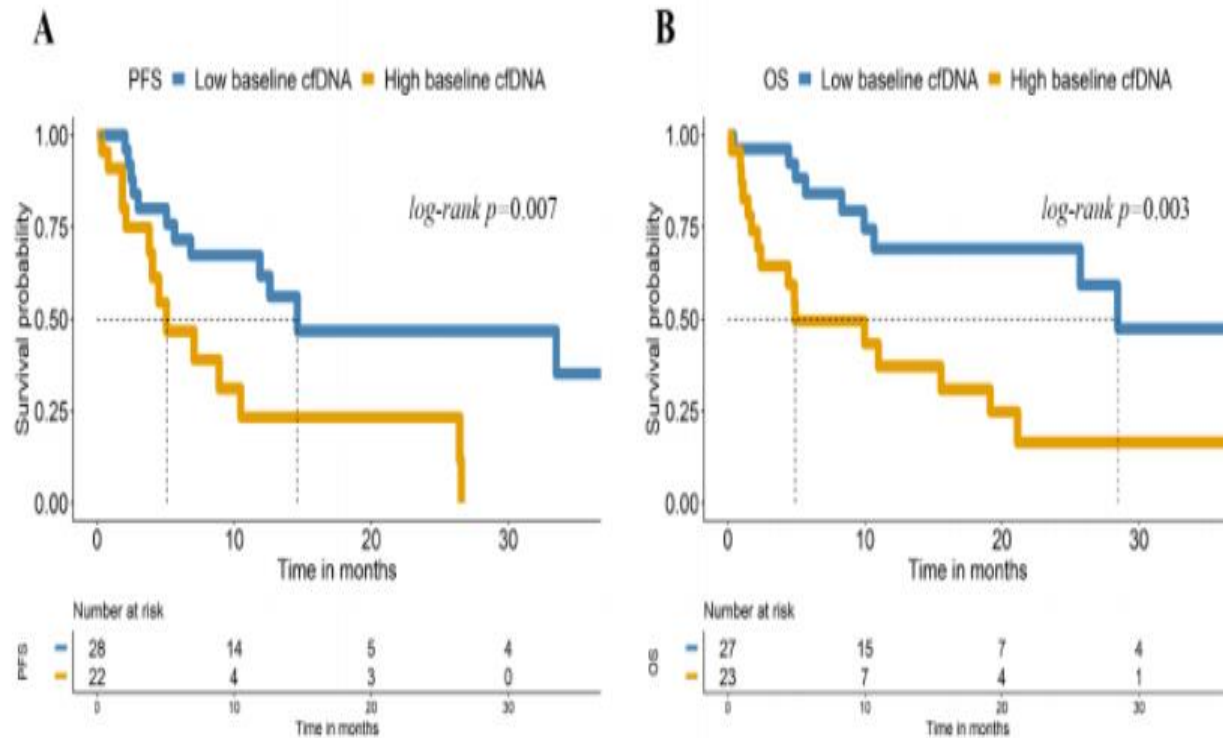 A
PFS Low baseline cfDNA High baseline cfDNA
Survival probability
1.00
0.75
0.50
0.25
0.00
log-rank p=0.007
0 10 20 30
Time in months
Number at risk
PFS
28 14 5 4
22 4 3 0
0 10 20 30
Time in months
B
OS Low baseline cfDNA High baseline cfDNA
Survival probability
1.00
0.75
0.50
0.25
0.00
log-rank p=0.003
0 10 20 30
Time in months
Number at risk
OS
27 15 7 4
23 7 4 1
0 10 20 30
Time in months